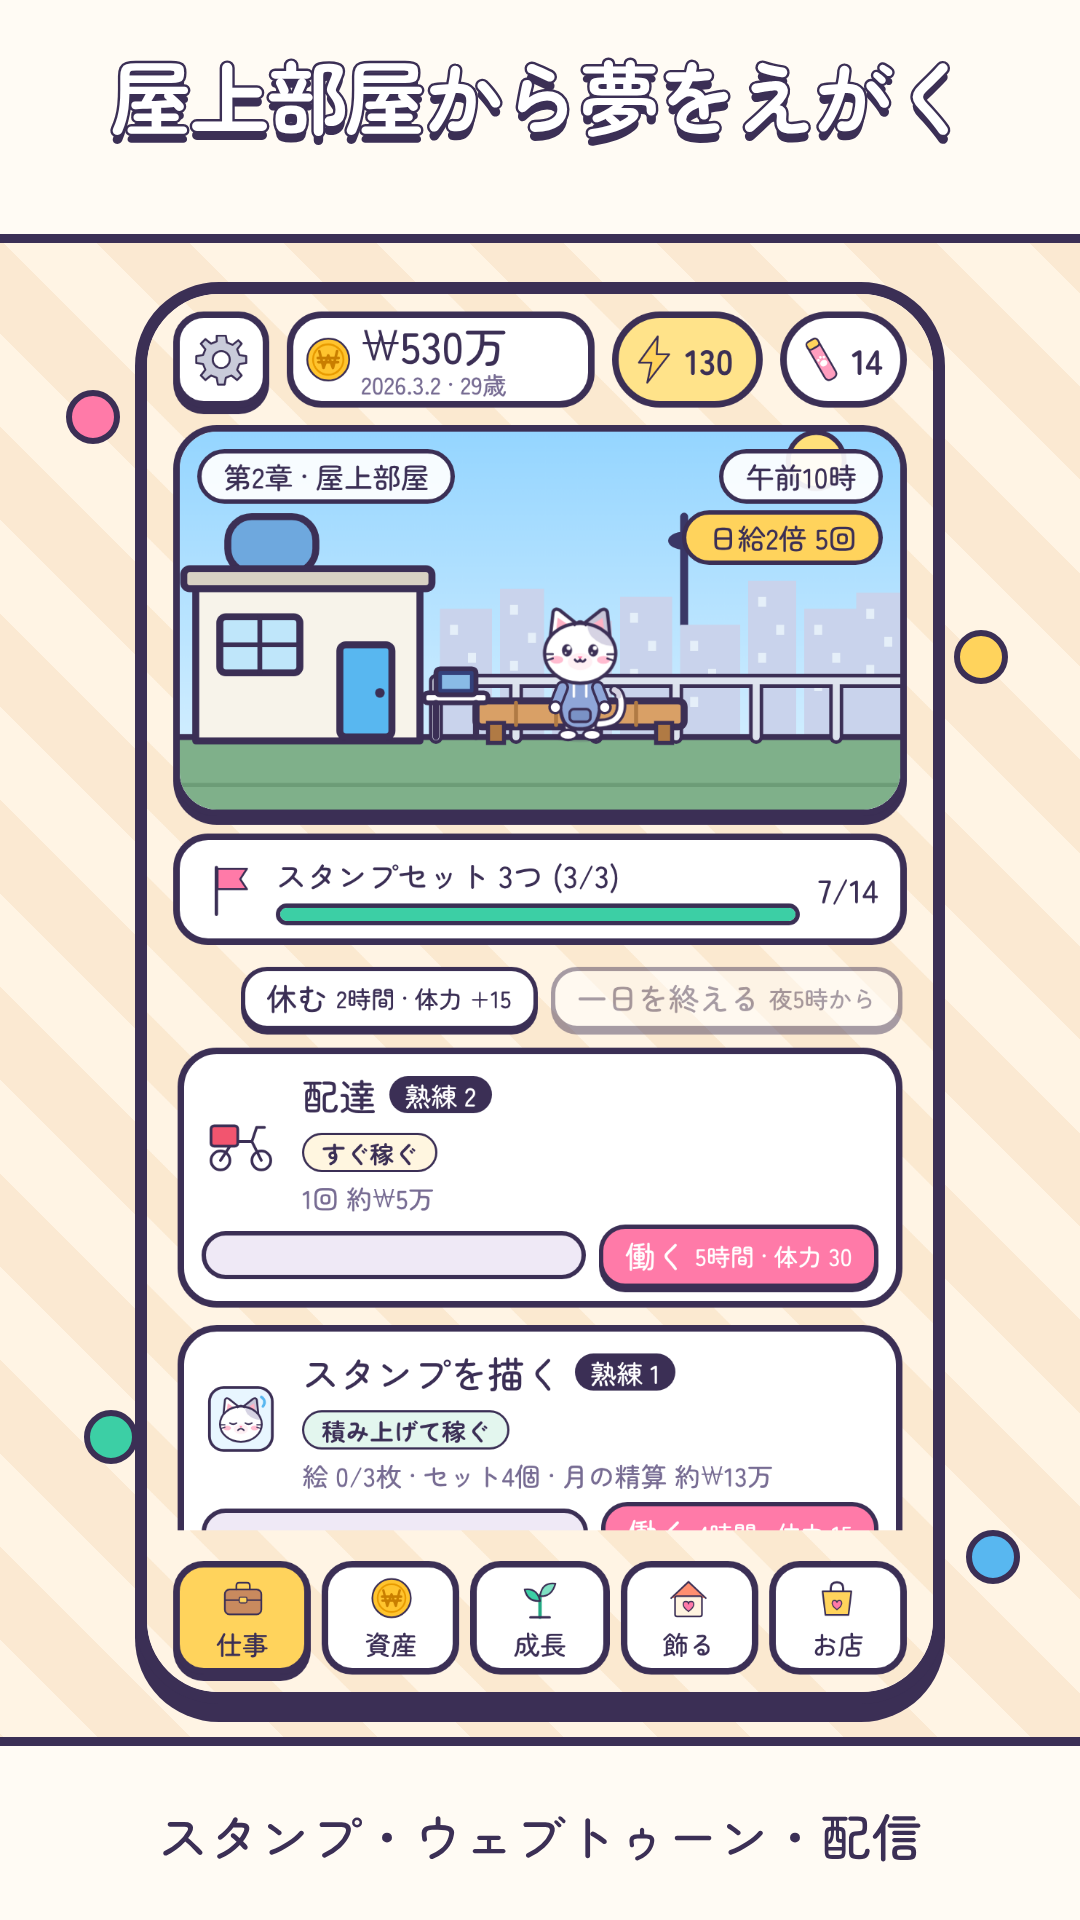 屋上部屋から夢をえがく
₩530万
2026.3.2 · 29歳
130
14
第2章 · 屋上部屋
午前10時
日給2倍 5回
スタンプセット 3つ (3/3)
7/14
休む 2時間 · 体力 +15
一日を終える 夜5時から
配達 熟練 2
すぐ稼ぐ
1回 約₩5万
働く 5時間 · 体力 30
スタンプを描く 熟練 1
積み上げて稼ぐ
絵 0/3枚 · セット4個 · 月の精算 約₩13万
働く 4時間 · 体力 15
仕事
資産
成長
飾る
お店
スタンプ・ウェブトゥーン・配信